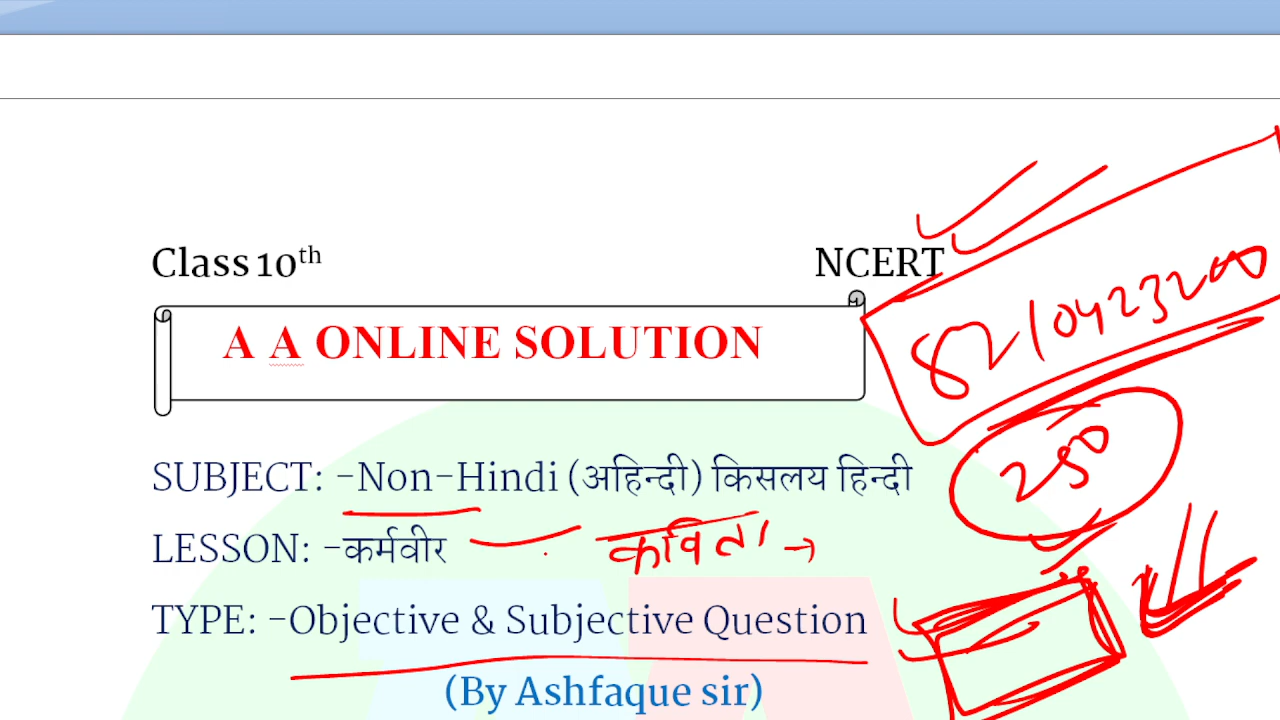 Class 10th
NCERT
A A ONLINE SOLUTION
8210423200
250
SUBJECT: -Non-Hindi (अहिन्दी) किसलय हिन्दी
LESSON: -कर्मवीर कविता →
TYPE: -Objective & Subjective Question
(By Ashfaque sir)